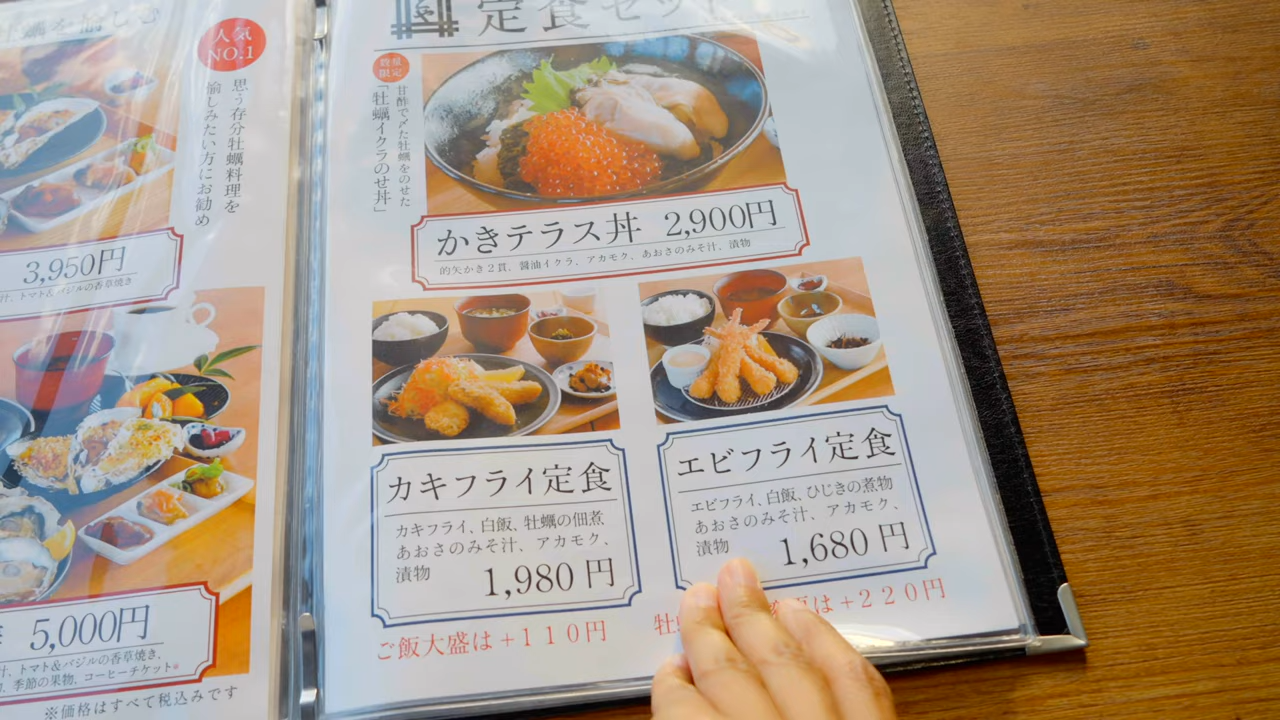 を愉しむ
人気
NO.1
思う存分牡蠣料理を
愉しみたい方にお勧め
3,950円
汁、トマト&バジルの香草焼き
5,000円
汁、トマト&バジルの香草焼き、
季節の果物、コーヒーチケット※
※価格はすべて税込みです
定食セット
数量
限定
甘酢で〆た牡蠣をのせた
「牡蠣イクラのせ丼」
かきテラス丼 2,900円
的矢かき2貫、醤油イクラ、アカモク、あおさのみそ汁、漬物
カキフライ定食
カキフライ、白飯、牡蠣の佃煮
あおさのみそ汁、アカモク、
漬物
1,980円
ご飯大盛は+110円
エビフライ定食
エビフライ、白飯、ひじきの煮物
あおさのみそ汁、アカモク、
漬物
1,680円
牡
は+220円